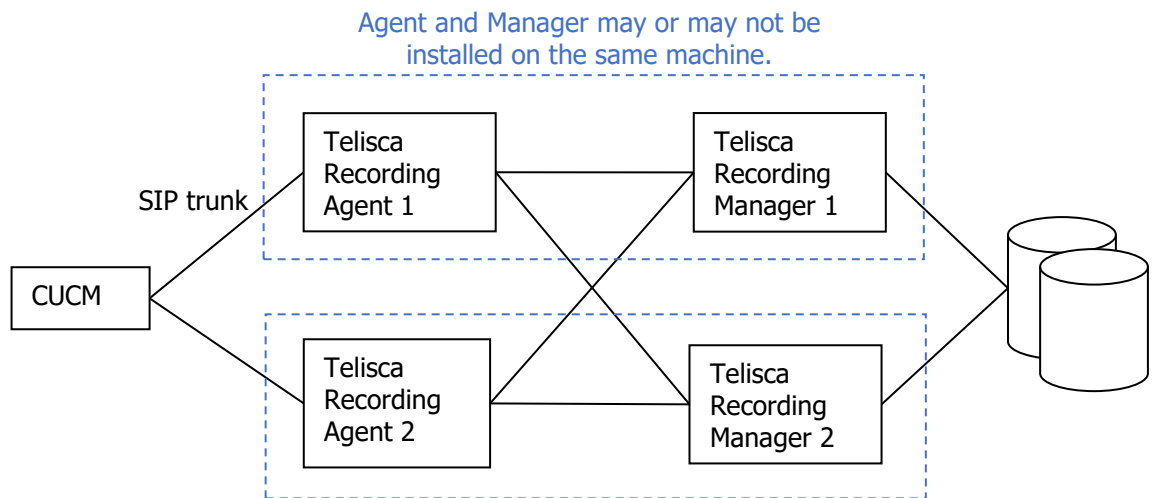 Agent and Manager may or may not be
installed on the same machine.
Telisca
Recording
Agent 1
Telisca
Recording
Manager 1
SIP trunk
CUCM
Telisca
Recording
Agent 2
Telisca
Recording
Manager 2